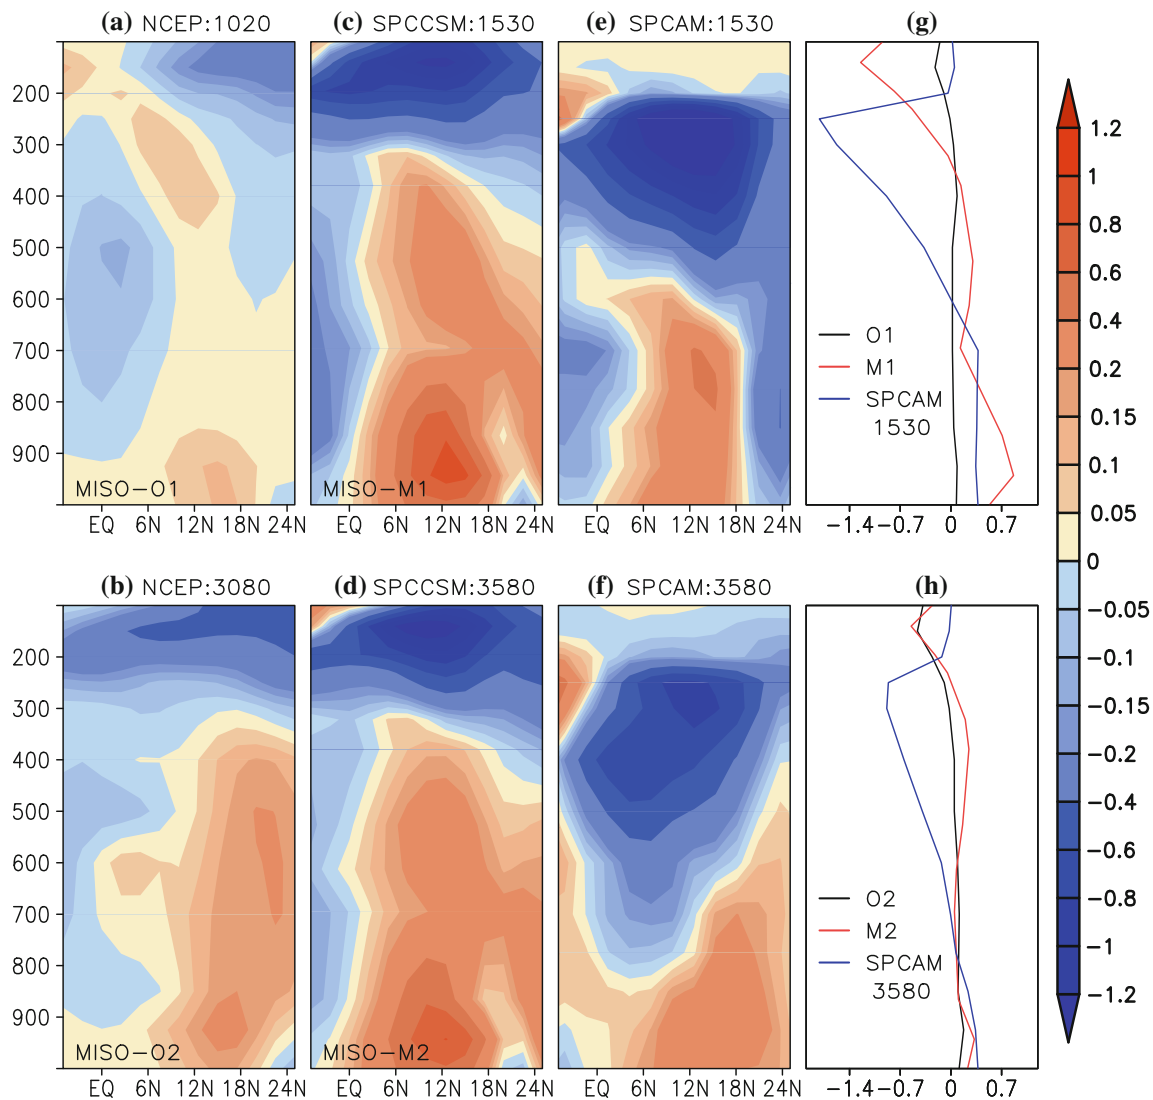 (a) NCEP:1020
(c) SPCCSM:1530
(e) SPCAM:1530
(g)
200
300
400
500
600
700
800
900
MISO-O1
MISO-M1
O1
M1
SPCAM
1530
EQ 6N 12N 18N 24N
EQ 6N 12N 18N 24N
EQ 6N 12N 18N 24N
-1.4 -0.7 0 0.7
(b) NCEP:3080
(d) SPCCSM:3580
(f) SPCAM:3580
(h)
200
300
400
500
600
700
800
900
MISO-O2
MISO-M2
O2
M2
SPCAM
3580
EQ 6N 12N 18N 24N
EQ 6N 12N 18N 24N
EQ 6N 12N 18N 24N
-1.4 -0.7 0 0.7
1.2
1
0.8
0.6
0.4
0.2
0.15
0.1
0.05
0
-0.05
-0.1
-0.15
-0.2
-0.4
-0.6
-0.8
-1
-1.2